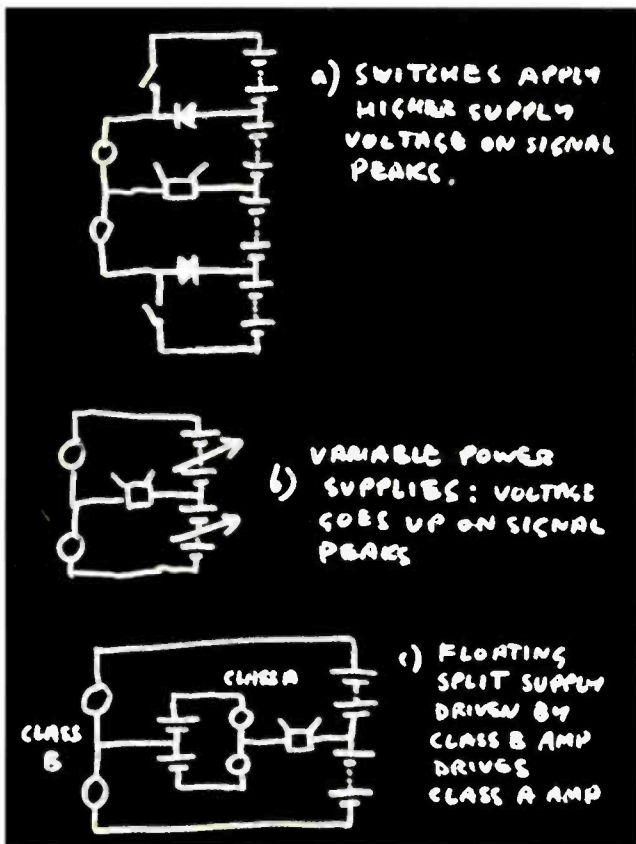 a) SWITCHES APPLY
HIGHER SUPPLY
VOLTAGE ON SIGNAL
PEAKS.
VARIABLE POWER
b) SUPPLIES: VOLTAGE
GOES UP ON SIGNAL
PEAKS
c) FLOATING
SPLIT SUPPLY
DRIVEN BY
CLASS B AMP
DRIVES
CLASS A AMP
CLASS A
CLASS
B